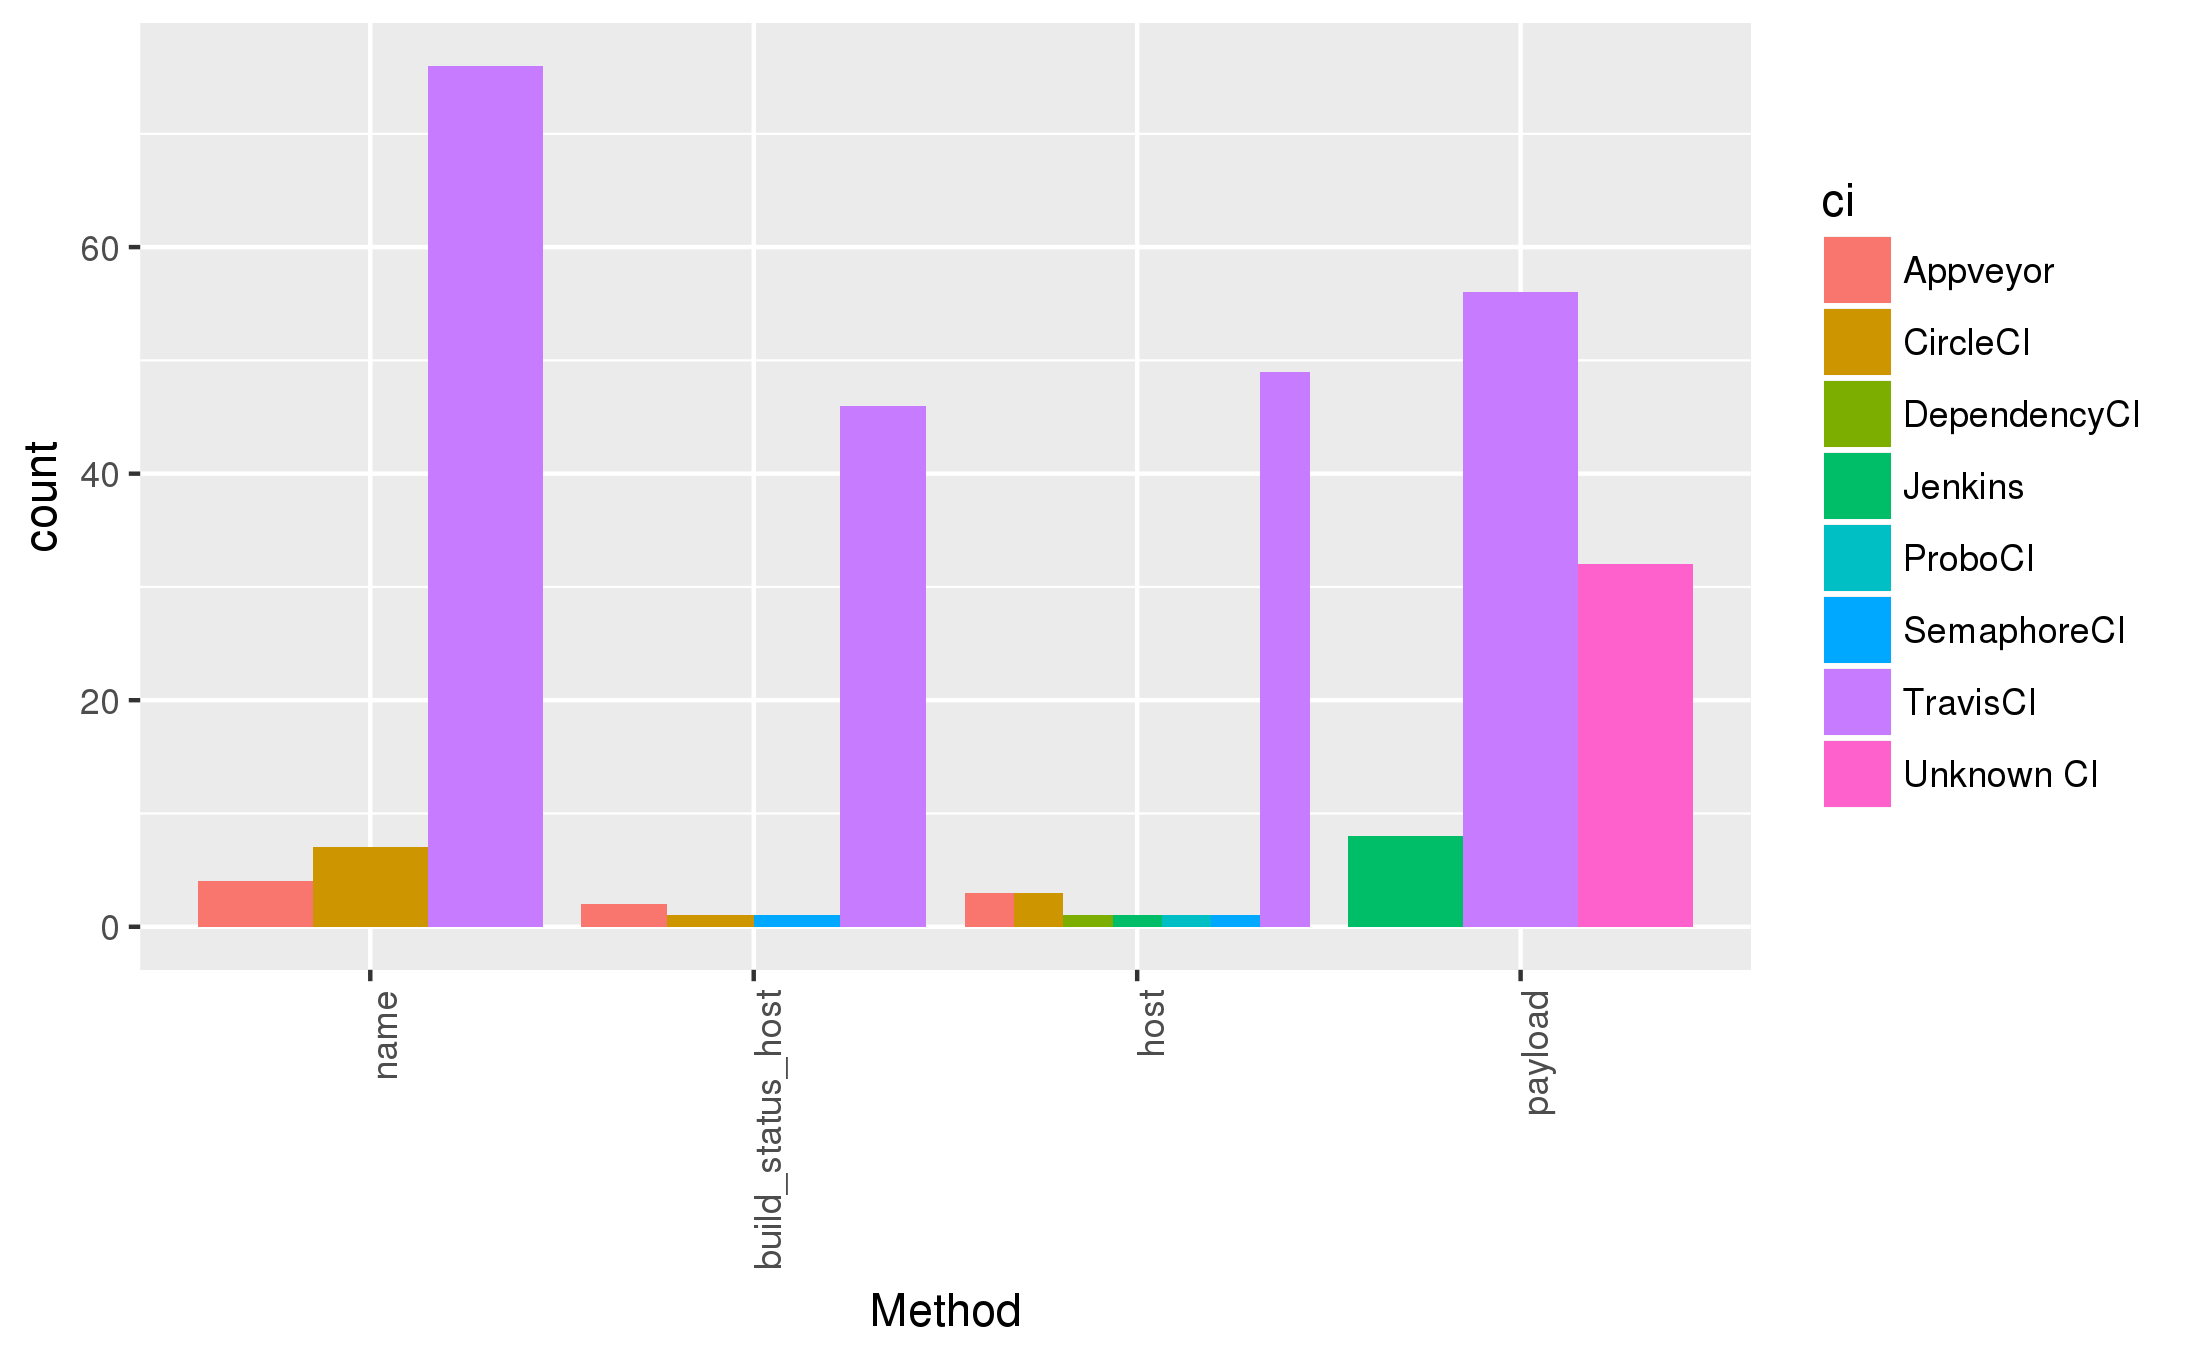 count
60
40
20
0
name
build_status_host
host
payload
Method
ci
Appveyor
CircleCI
DependencyCI
Jenkins
ProboCI
SemaphoreCI
TravisCI
Unknown CI